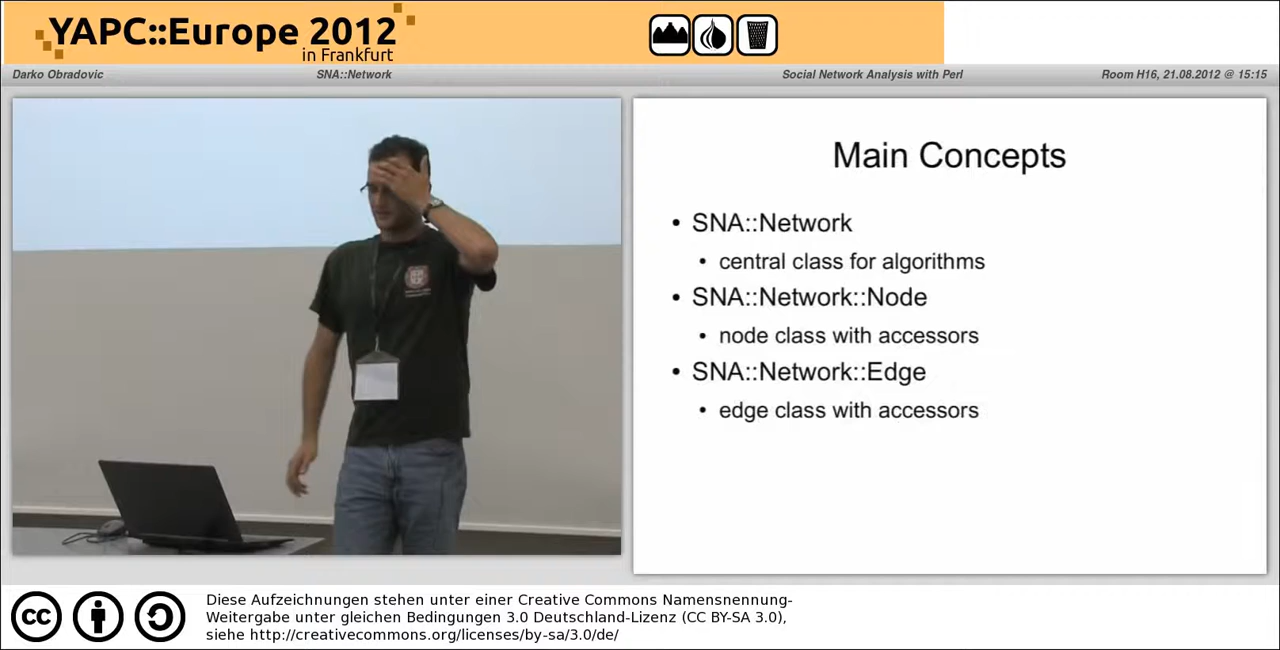 YAPC::Europe 2012
in Frankfurt
Darko Obradovic
SNA::Network
Social Network Analysis with Perl
Room H16, 21.08.2012 @ 15:15
Main Concepts
• SNA::Network
• central class for algorithms
• SNA::Network::Node
• node class with accessors
• SNA::Network::Edge
• edge class with accessors
cc
Diese Aufzeichnungen stehen unter einer Creative Commons Namensnennung-
Weitergabe unter gleichen Bedingungen 3.0 Deutschland-Lizenz (CC BY-SA 3.0),
siehe http://creativecommons.org/licenses/by-sa/3.0/de/